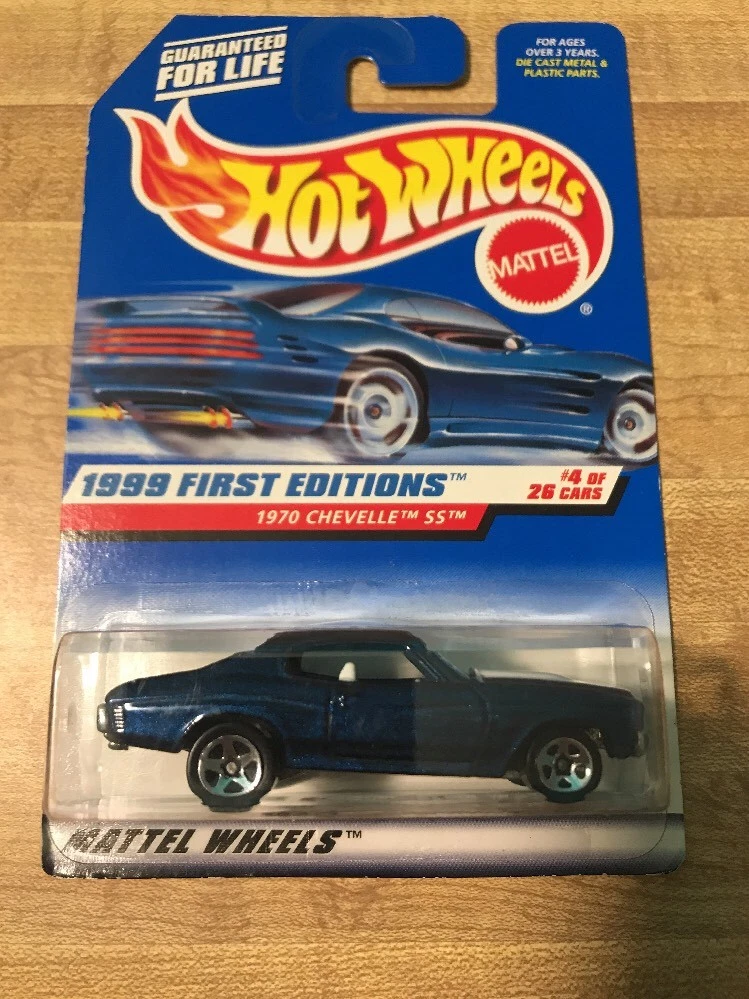 GUARANTEED
FOR LIFE
FOR AGES
OVER 3 YEARS.
DIE CAST METAL &
PLASTIC PARTS.
HOT WHEELS
MATTEL
®
1999 FIRST EDITIONS™
#4 OF
26 CARS
1970 CHEVELLE™ SS™
MATTEL WHEELS™